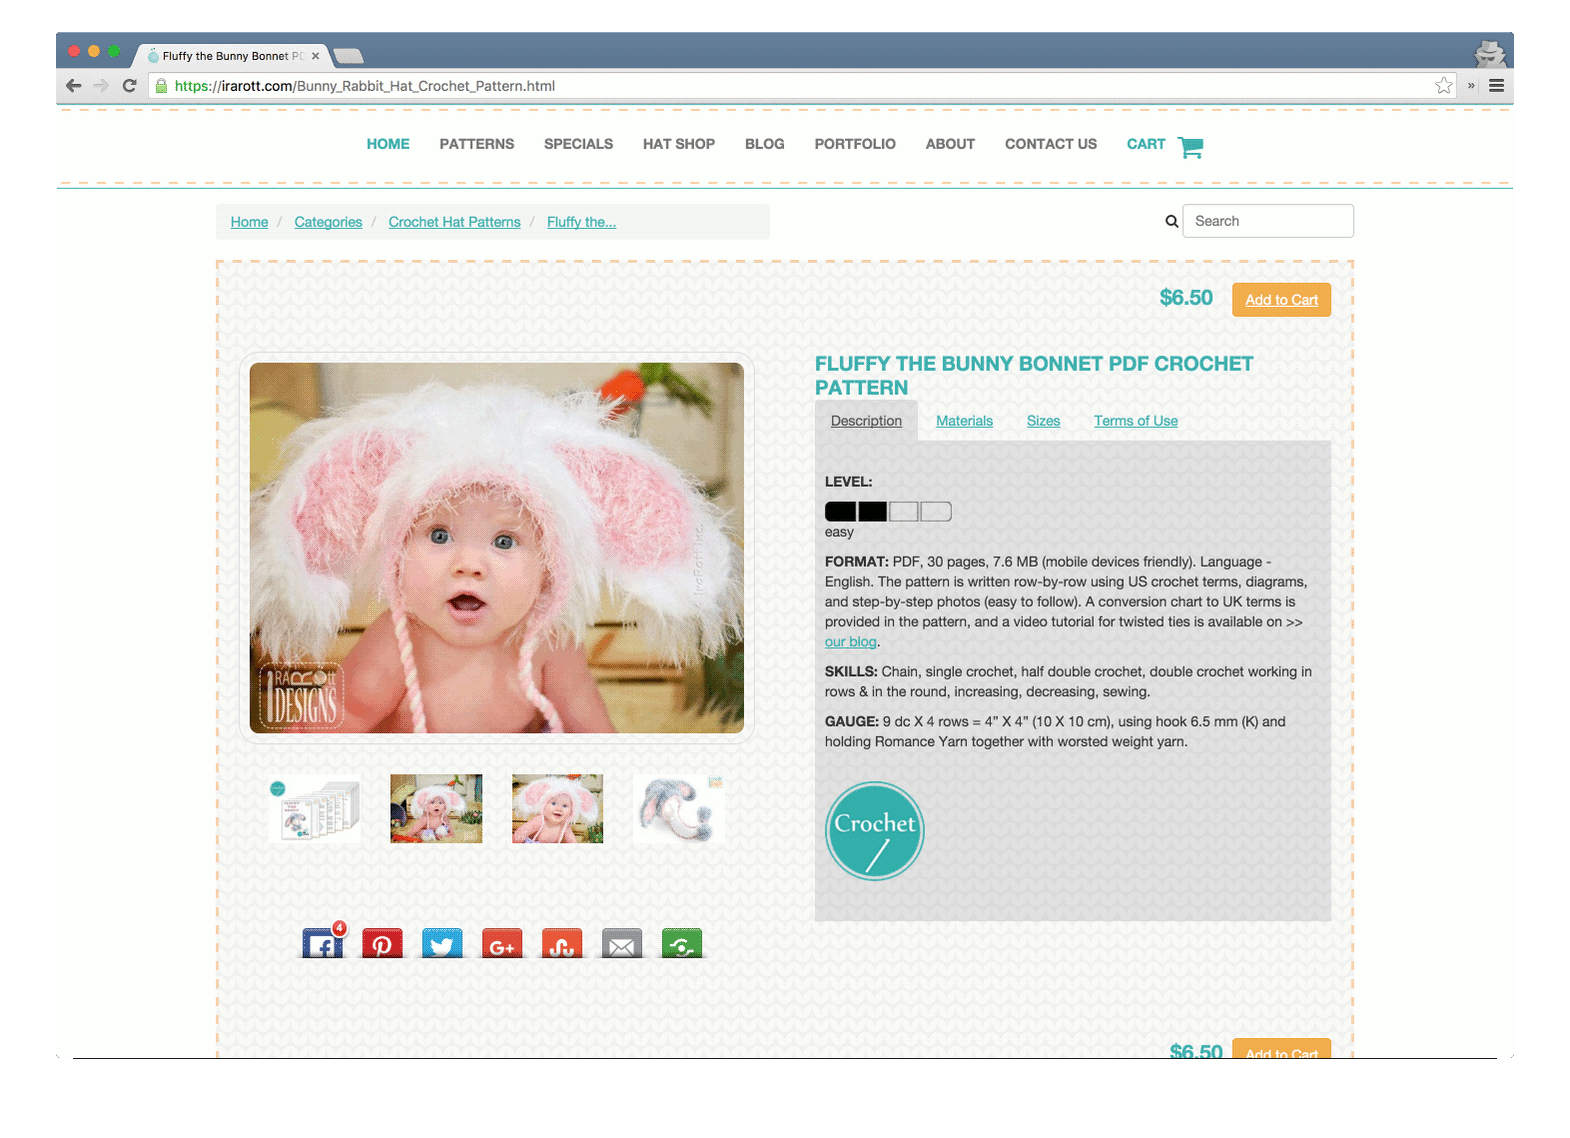 Fluffy the Bunny Bonnet PD
https://irarott.com/Bunny_Rabbit_Hat_Crochet_Pattern.html
HOME PATTERNS SPECIALS HAT SHOP BLOG PORTFOLIO ABOUT CONTACT US CART
Home / Categories / Crochet Hat Patterns / Fluffy the...
Search
$6.50 Add to Cart
FLUFFY THE BUNNY BONNET PDF CROCHET
PATTERN
Description Materials Sizes Terms of Use
LEVEL:
easy
FORMAT: PDF, 30 pages, 7.6 MB (mobile devices friendly). Language -
English. The pattern is written row-by-row using US crochet terms, diagrams,
and step-by-step photos (easy to follow). A conversion chart to UK terms is
provided in the pattern, and a video tutorial for twisted ties is available on >>
our blog.
SKILLS: Chain, single crochet, half double crochet, double crochet working in
rows & in the round, increasing, decreasing, sewing.
GAUGE: 9 dc X 4 rows = 4” X 4” (10 X 10 cm), using hook 6.5 mm (K) and
holding Romance Yarn together with worsted weight yarn.
Crochet
IraRott Inc.
IRAROTT
DESIGNS
4
G+
$6.50 Add to Cart